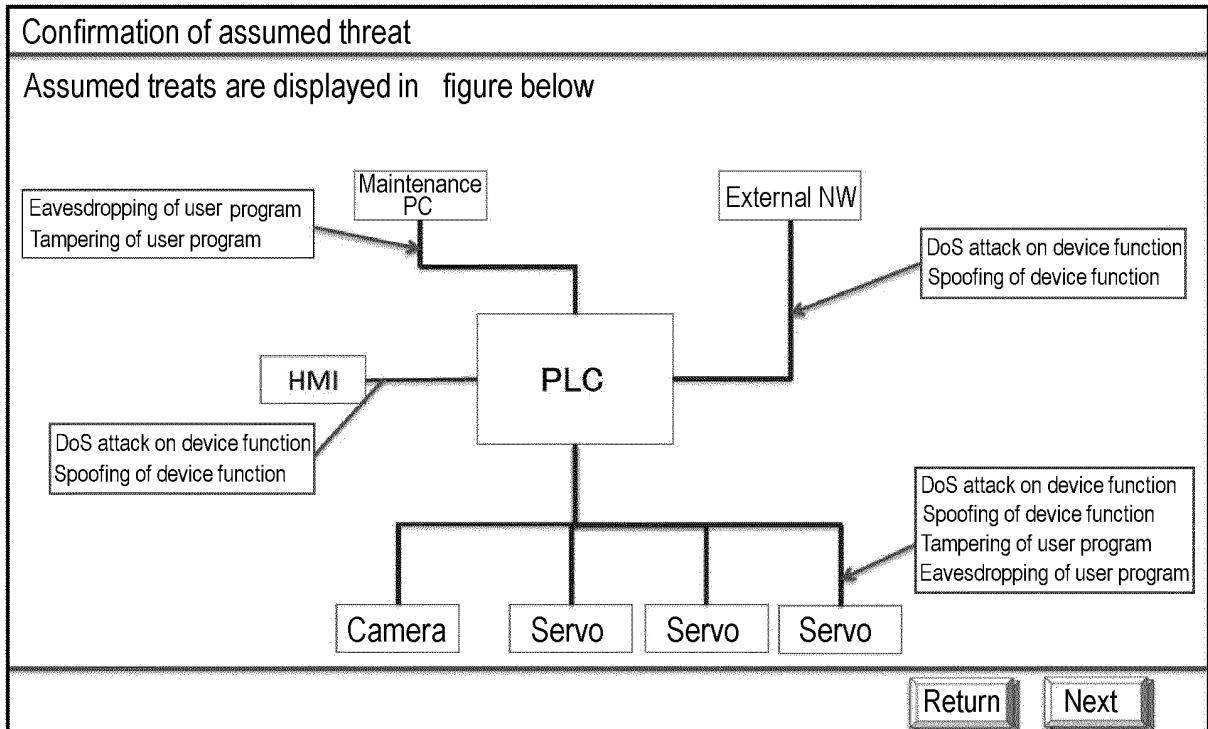 Confirmation of assumed threat
Assumed treats are displayed in figure below
Maintenance
PC
External NW
Eavesdropping of user program
Tampering of user program
DoS attack on device function
Spoofing of device function
HMI
PLC
DoS attack on device function
Spoofing of device function
DoS attack on device function
Spoofing of device function
Tampering of user program
Eavesdropping of user program
Camera
Servo
Servo
Servo
Return
Next